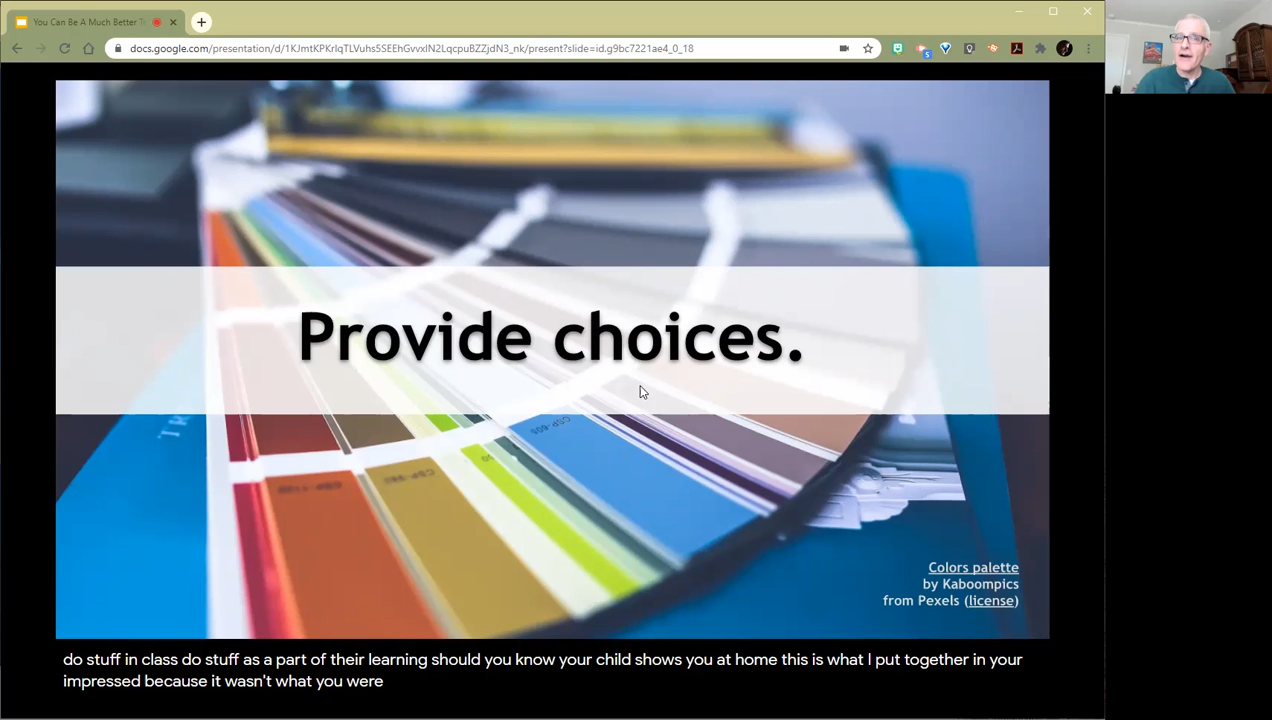 You Can Be A Much Better T
docs.google.com/presentation/d/1KJmtKPKrlqTLVuhs5SEEhGvvxlN2LqcpuBZZjdN3_nk/present?slide=id.g9bc7221ae4_0_18
Provide choices.
Colors palette
by Kaboompics
from Pexels (license)
do stuff in class do stuff as a part of their learning should you know your child shows you at home this is what I put together in your
impressed because it wasn't what you were